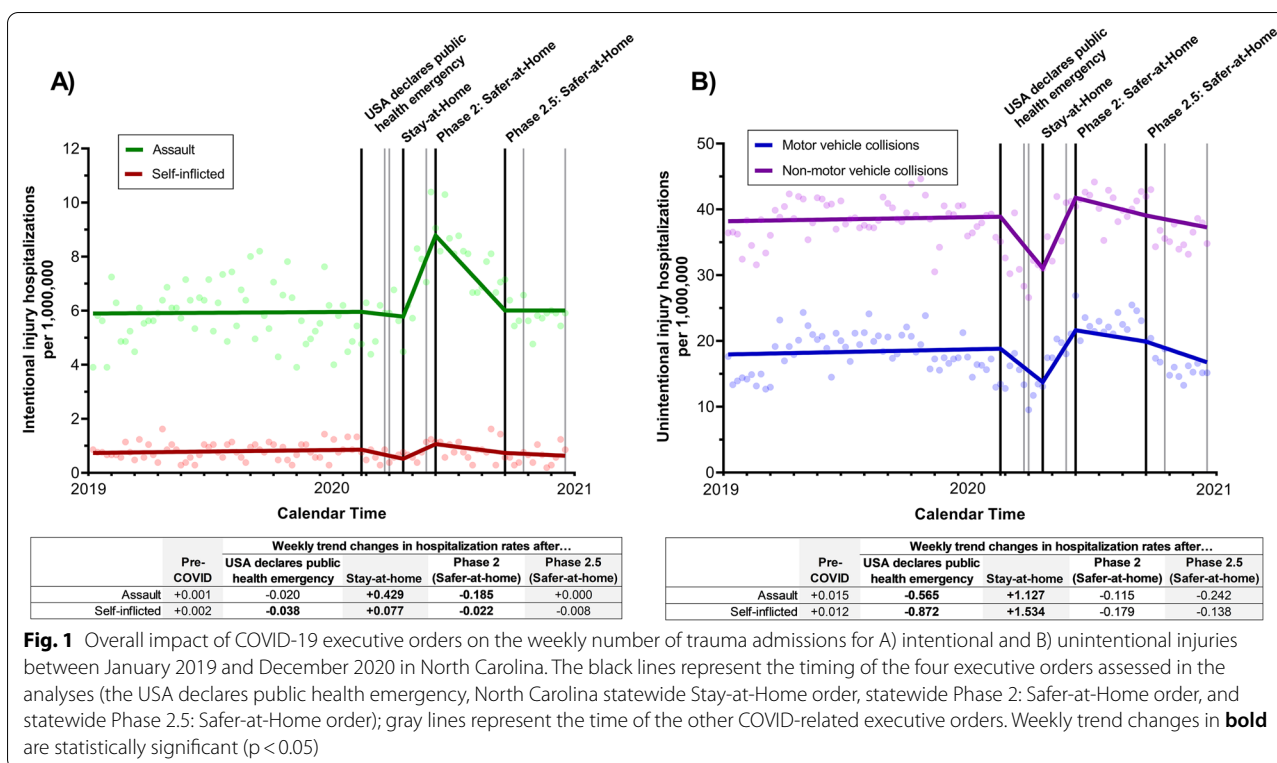 A)
USA declares public
health emergency
Stay-at-Home
Phase 2: Safer-at-Home
Phase 2.5: Safer-at-Home
Assault
Self-inflicted
Intentional injury hospitalizations
per 1,000,000
12
10
8
6
4
2
0
2019
2020
2021
Calendar Time
Weekly trend changes in hospitalization rates after…
Pre-
COVID
USA declares public
health emergency
Stay-at-home
Phase 2
(Safer-at-home)
Phase 2.5
(Safer-at-home)
Assault +0.001 -0.020 +0.429 -0.185 +0.000
Self-inflicted +0.002 -0.038 +0.077 -0.022 -0.008
B)
USA declares public
health emergency
Stay-at-Home
Phase 2: Safer-at-Home
Phase 2.5: Safer-at-Home
Motor vehicle collisions
Non-motor vehicle collisions
Unintentional injury hospitalizations
per 1,000,000
50
40
30
20
10
0
2019
2020
2021
Calendar Time
Weekly trend changes in hospitalization rates after…
Pre-
COVID
USA declares public
health emergency
Stay-at-home
Phase 2
(Safer-at-home)
Phase 2.5
(Safer-at-home)
Assault +0.015 -0.565 +1.127 -0.115 -0.242
Self-inflicted +0.012 -0.872 +1.534 -0.179 -0.138
Fig. 1 Overall impact of COVID-19 executive orders on the weekly number of trauma admissions for A) intentional and B) unintentional injuries
between January 2019 and December 2020 in North Carolina. The black lines represent the timing of the four executive orders assessed in the
analyses (the USA declares public health emergency, North Carolina statewide Stay-at-Home order, statewide Phase 2: Safer-at-Home order, and
statewide Phase 2.5: Safer-at-Home order); gray lines represent the time of the other COVID-related executive orders. Weekly trend changes in bold
are statistically significant (p < 0.05)